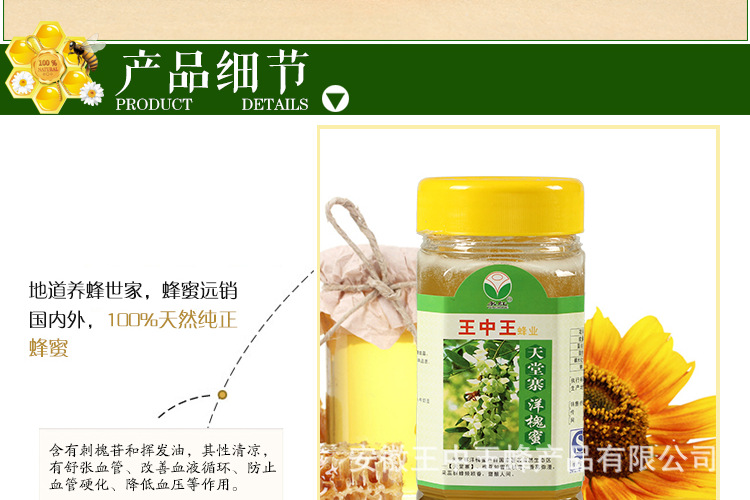 100%
NATURAL
产品细节
PRODUCT DETAILS
地道养蜂世家，蜂蜜远销
国内外，100%天然纯正
蜂蜜
含有刺槐苷和挥发油，其性清凉，
有舒张血管、改善血液循环、防止
血管硬化、降低血压等作用。
王中王蜂业
天堂寨
洋槐蜜
安徽王中王蜂产品有限公司